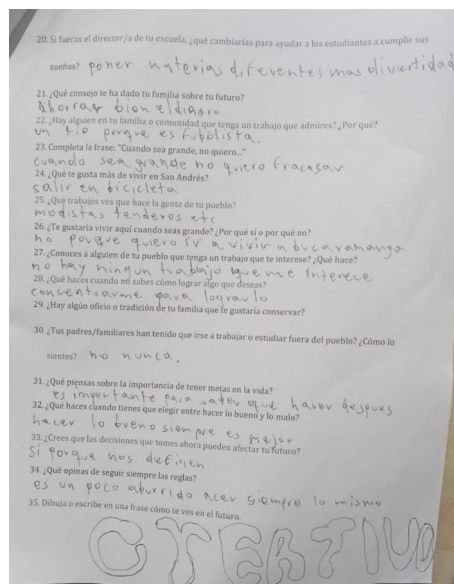 20. Si fueras el director/a de tu escuela, ¿qué cambiarías para ayudar a los estudiantes a cumplir sus
sueños? poner materias diferentes mas divertidad
21. ¿Qué consejo te ha dado tu familia sobre tu futuro?
Ahorrar bien el dinero
22. ¿Hay alguien en tu familia o comunidad que tenga un trabajo que admires? ¿Por qué?
un tio porque es futbolista.
23. Completa la frase: "Cuando sea grande, no quiero..."
cuando sea grande no quiero fracasar
24. ¿Qué te gusta más de vivir en San Andrés?
salir en bicicleta
25. ¿Qué trabajos ves que hace la gente de tu pueblo?
modistas tenderos etc
26. ¿Te gustaría vivir aquí cuando seas grande? ¿Por qué sí o por qué no?
no porque quiero ir a vivir a bucaramanga
27. ¿Conoces a alguien de tu pueblo que tenga un trabajo que te interese? ¿Qué hace?
no hay ningun trabajo que me interece
28. ¿Qué haces cuando no sabes cómo lograr algo que deseas?
concentrarme para lograrlo
29. ¿Hay algún oficio o tradición de tu familia que te gustaría conservar?
30. ¿Tus padres/familiares han tenido que irse a trabajar o estudiar fuera del pueblo? ¿Cómo lo
sientes? no nunca,
31. ¿Qué piensas sobre la importancia de tener metas en la vida?
es importante para saber que haver despues
32. ¿Qué haces cuando tienes que elegir entre hacer lo bueno y lo malo?
hacer lo bueno siempre es mejor
33. ¿Crees que las decisiones que tomes ahora pueden afectar tu futuro?
si porque nos definen
34. ¿Qué opinas de seguir siempre las reglas?
es un poco aburrido acer siempre lo mismo
35. Dibuja o escribe en una frase cómo te ves en el futuro.